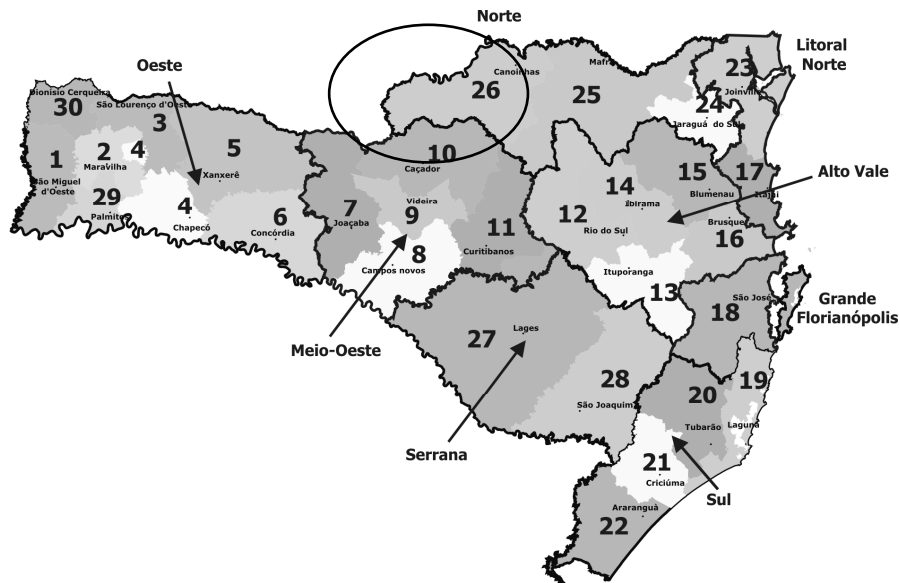 Norte
Oeste
Litoral
Norte
Mafra
Canoinhas
23
Joinville
26
25
24
Jaraguá do Sul
Dionísio Cerqueira
30
São Lourenço d'Oeste
3
2
4
5
Maravilha
1
Xanxerê
São Miguel
d'Oeste
29
Palmitos
4
Chapecó
6
Concórdia
10
Caçador
Videira
7
9
Joaçaba
11
8
Curitibanos
Campos novos
14
15
17
Alto Vale
Ibirama
Blumenau
Itajaí
12
Rio do Sul
Brusque
16
Ituporanga
13
São José
18
Grande
Florianópolis
Meio-Oeste
27
Lages
28
São Joaquim
19
20
Tubarão
Laguna
Serrana
21
Criciúma
Sul
Araranguà
22